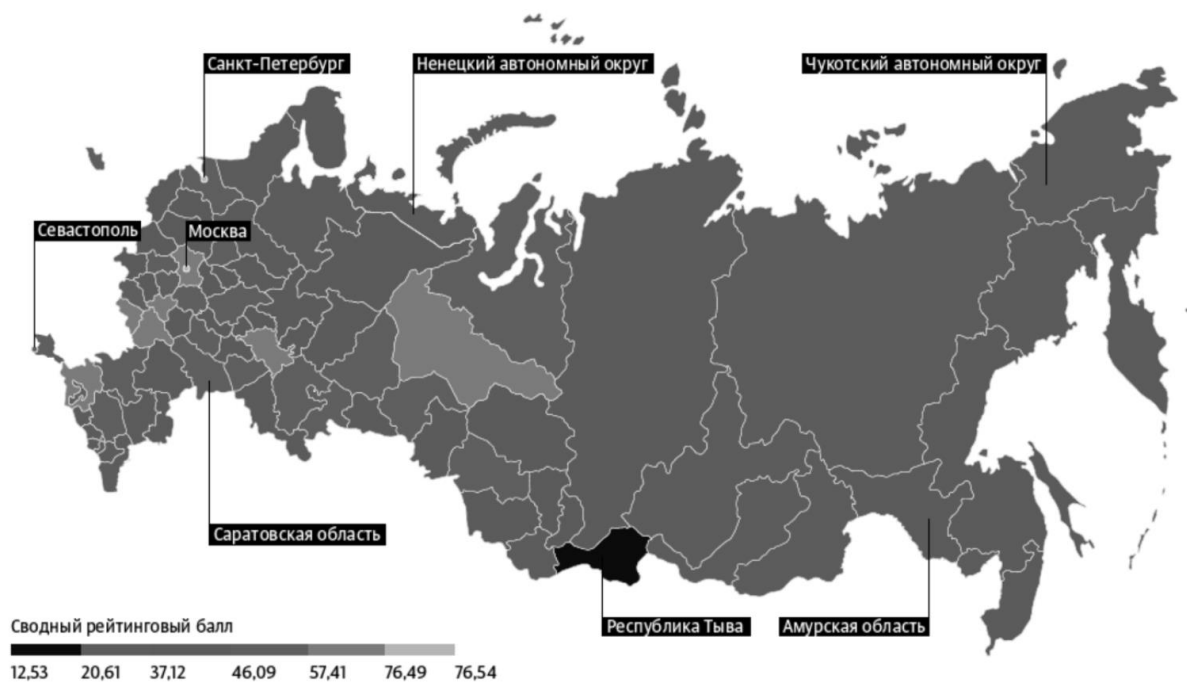 Санкт-Петербург
Ненецкий автономный округ
Чукотский автономный округ
Севастополь
Москва
Саратовская область
Республика Тыва
Амурская область
Сводный рейтинговый балл
12,53 20,61 37,12 46,09 57,41 76,49 76,54